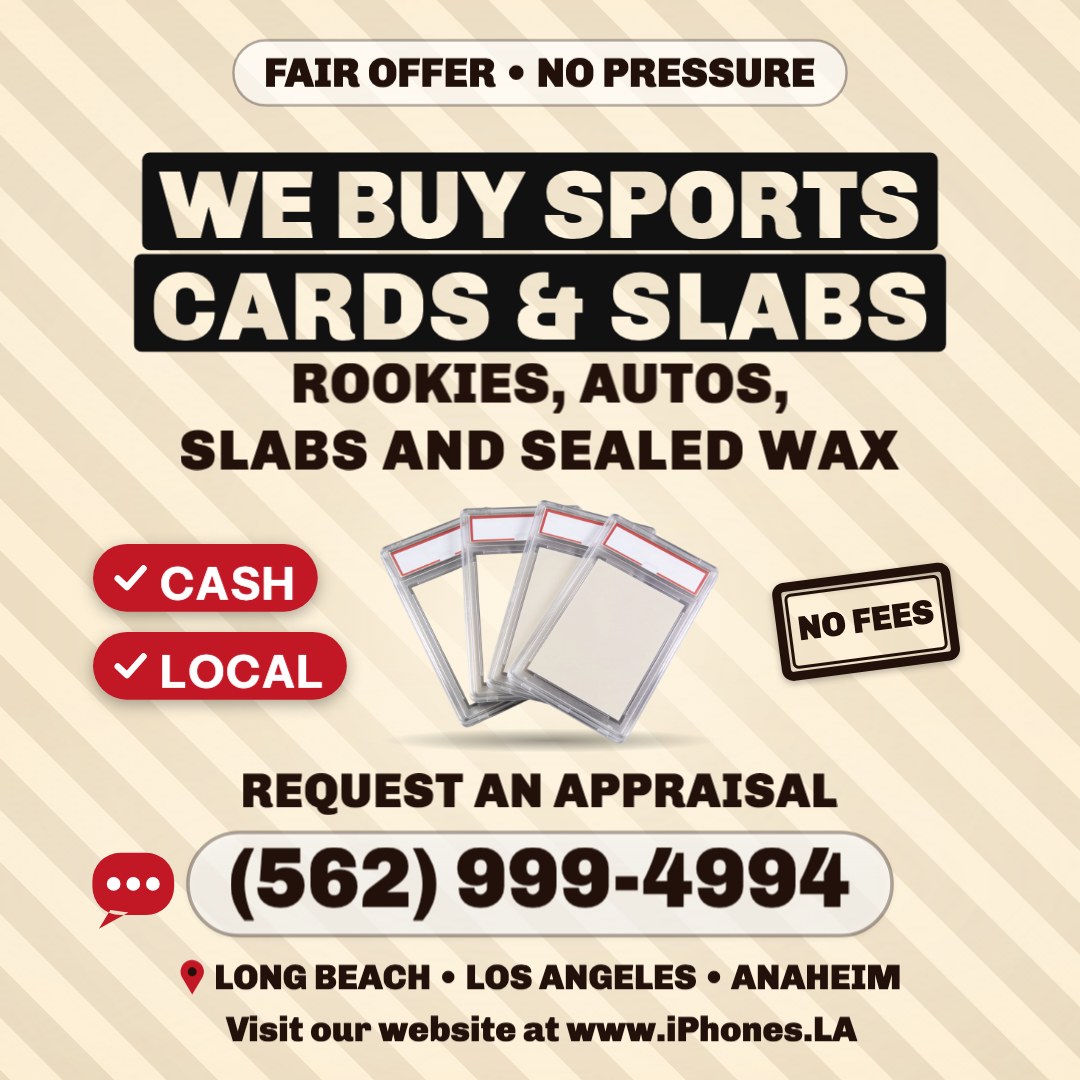 FAIR OFFER • NO PRESSURE
WE BUY SPORTS
CARDS & SLABS
ROOKIES, AUTOS,
SLABS AND SEALED WAX
CASH
LOCAL
NO FEES
REQUEST AN APPRAISAL
(562) 999-4994
LONG BEACH • LOS ANGELES • ANAHEIM
Visit our website at www.iPhones.LA